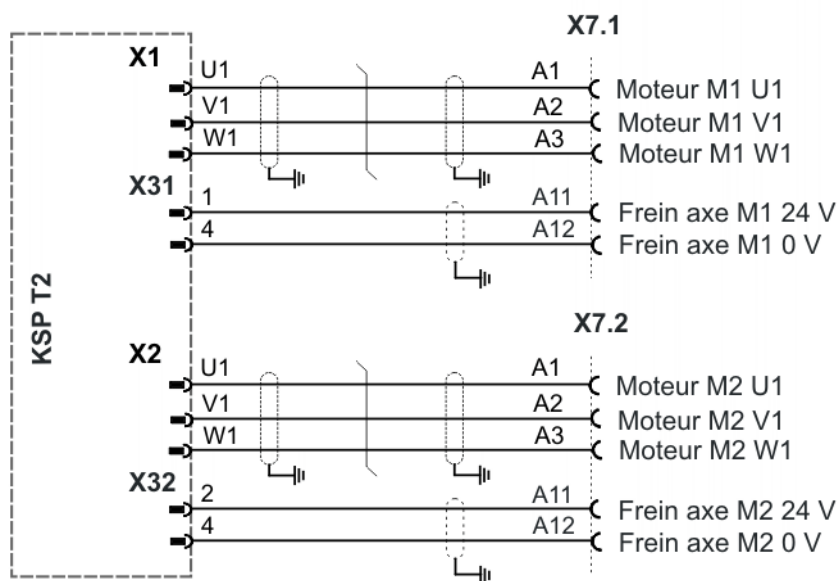 X7.1
X1
U1 A1 Moteur M1 U1
V1 A2 Moteur M1 V1
W1 A3 Moteur M1 W1
X31
1 A11 Frein axe M1 24 V
4 A12 Frein axe M1 0 V
KSP T2
X7.2
X2
U1 A1 Moteur M2 U1
V1 A2 Moteur M2 V1
W1 A3 Moteur M2 W1
X32
2 A11 Frein axe M2 24 V
4 A12 Frein axe M2 0 V